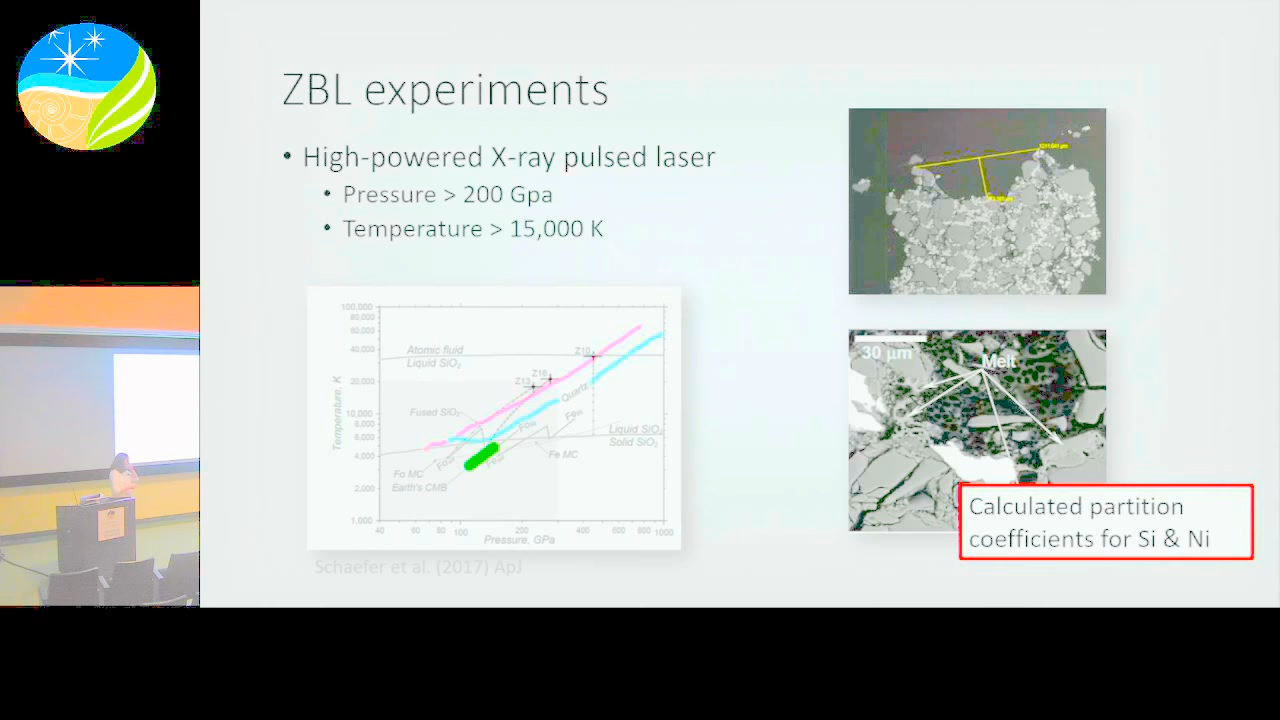 ZBL experiments
• High-powered X-ray pulsed laser
• Pressure > 200 Gpa
• Temperature > 15,000 K
100,000
80,000
60,000
40,000
20,000
10,000
8,000
6,000
4,000
2,000
1,000
Temperature, K
Atomic fluid
Liquid SiO₂
Z10
Z18
Z13
Quartz
Fused SiO₂
Liquid SiO₂
Solid SiO₂
Fe MC
Fo MC
Earth's CMB
40
60
80
100
200
400
600
800
1000
Pressure, GPa
Schaefer et al. (2017) ApJ
30 µm
Melt
Calculated partition
coefficients for Si & Ni